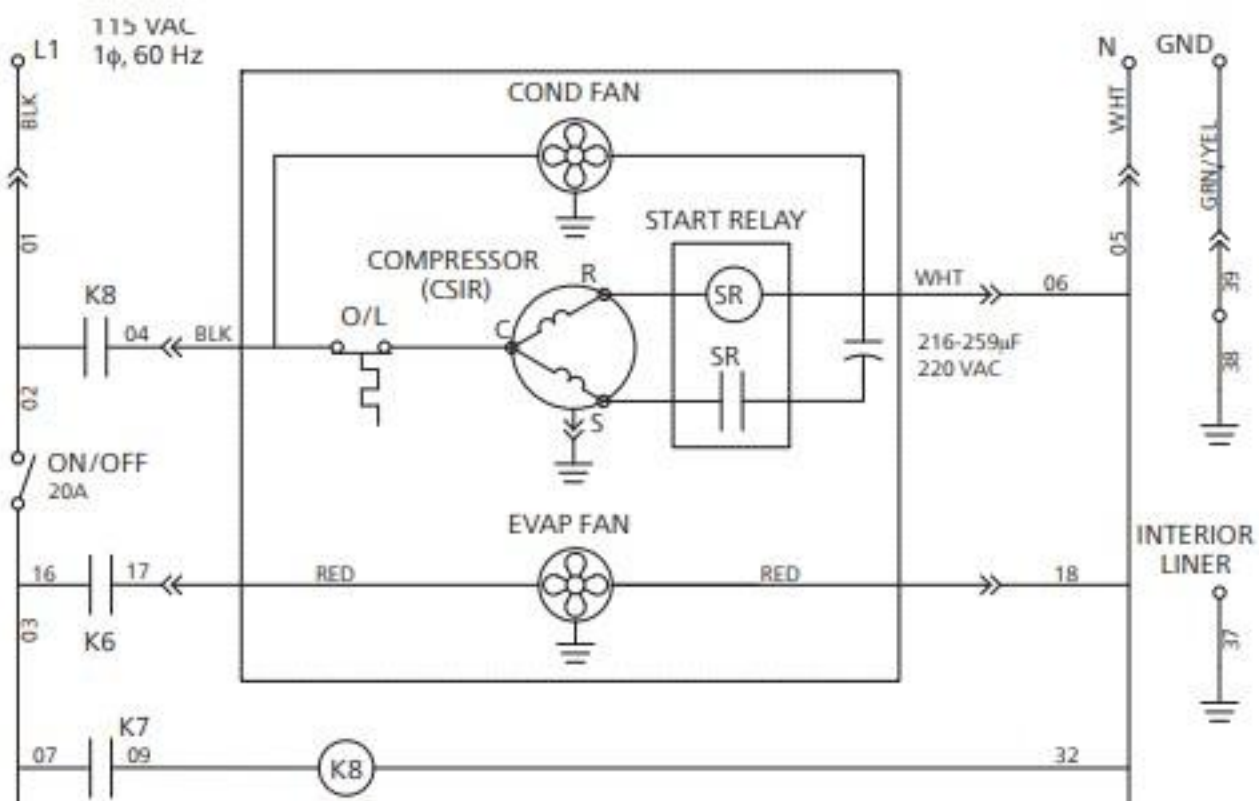 115 VAC
1ϕ, 60 Hz
L1
N
GND
BLK
WHT
GRN/YEL
COND FAN
01
05
39
START RELAY
COMPRESSOR
(CSIR)
R
SR
WHT
06
K8
04
BLK
O/L
C
SR
216-259µF
220 VAC
38
02
S
ON/OFF
20A
EVAP FAN
INTERIOR
LINER
16
17
RED
RED
18
03
K6
37
K7
07
09
K8
32